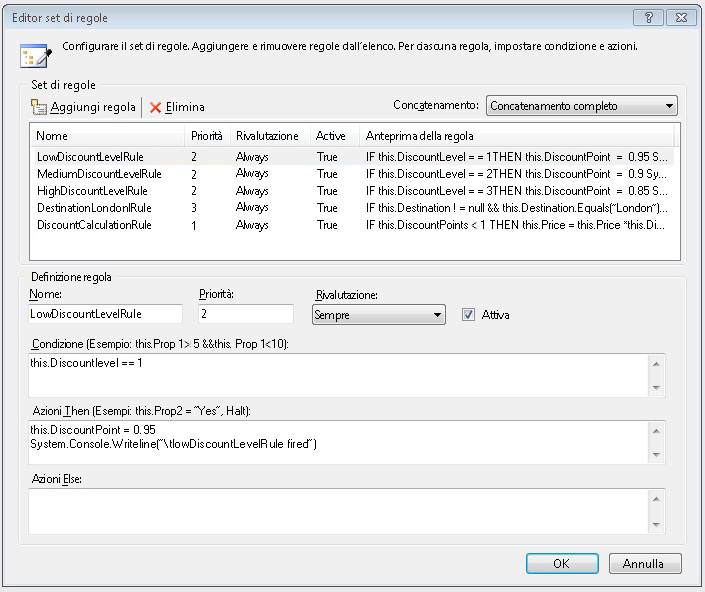 Editor set di regole
Configurare il set di regole. Aggiungere e rimuovere regole dall'elenco. Per ciascuna regola, impostare condizione e azioni.
Set di regole
Aggiungi regola Elimina Concatenamento: Concatenamento completo
Nome Priorità Rivalutazione Active Anteprima della regola
LowDiscountLevelRule 2 Always True IF this.DiscountLevel == 1THEN this.DiscountPoint = 0.95 S...
MediumDiscountLevelRule 2 Always True IF this.DiscountLevel == 2THEN this.DiscountPoint = 0.9 Sy...
HighDiscountLevelRule 2 Always True IF this.DiscountLevel == 3THEN this.DiscountPoint = 0.85 S...
DestinationLondonlRule 3 Always True IF this.Destination != null && this.Destination.Equals("London")...
DiscountCalculationRule 1 Always True IF this.DiscountPoints < 1 THEN this.Price = this.Price *this.Di...
Definizione regola
Nome: Priorità: Rivalutazione:
LowDiscountLevelRule 2 Sempre Attiva
Condizione (Esempio: this.Prop 1> 5 &&this. Prop 1<10):
this.Discountlevel == 1
Azioni Then (Esempi: this.Prop2 = "Yes", Halt):
this.DiscountPoint = 0.95
System.Console.Writeline("\tlowDiscountLevelRule fired")
Azioni Else:
OK Annulla